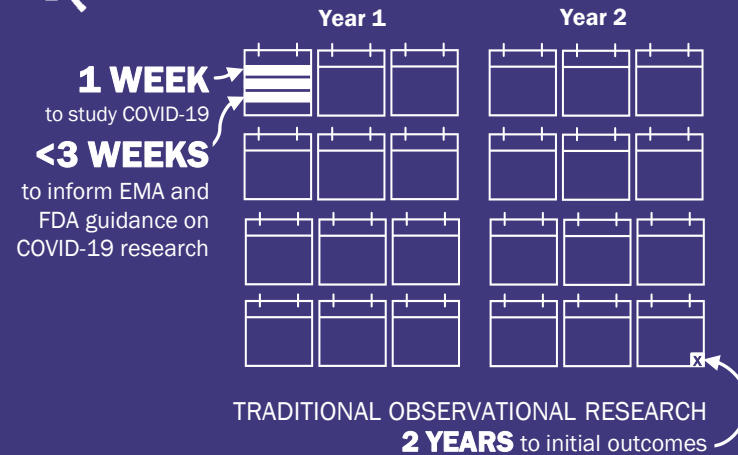 Year 1
Year 2
1 WEEK
to study COVID-19
<3 WEEKS
to inform EMA and
FDA guidance on
COVID-19 research
X
TRADITIONAL OBSERVATIONAL RESEARCH
2 YEARS to initial outcomes